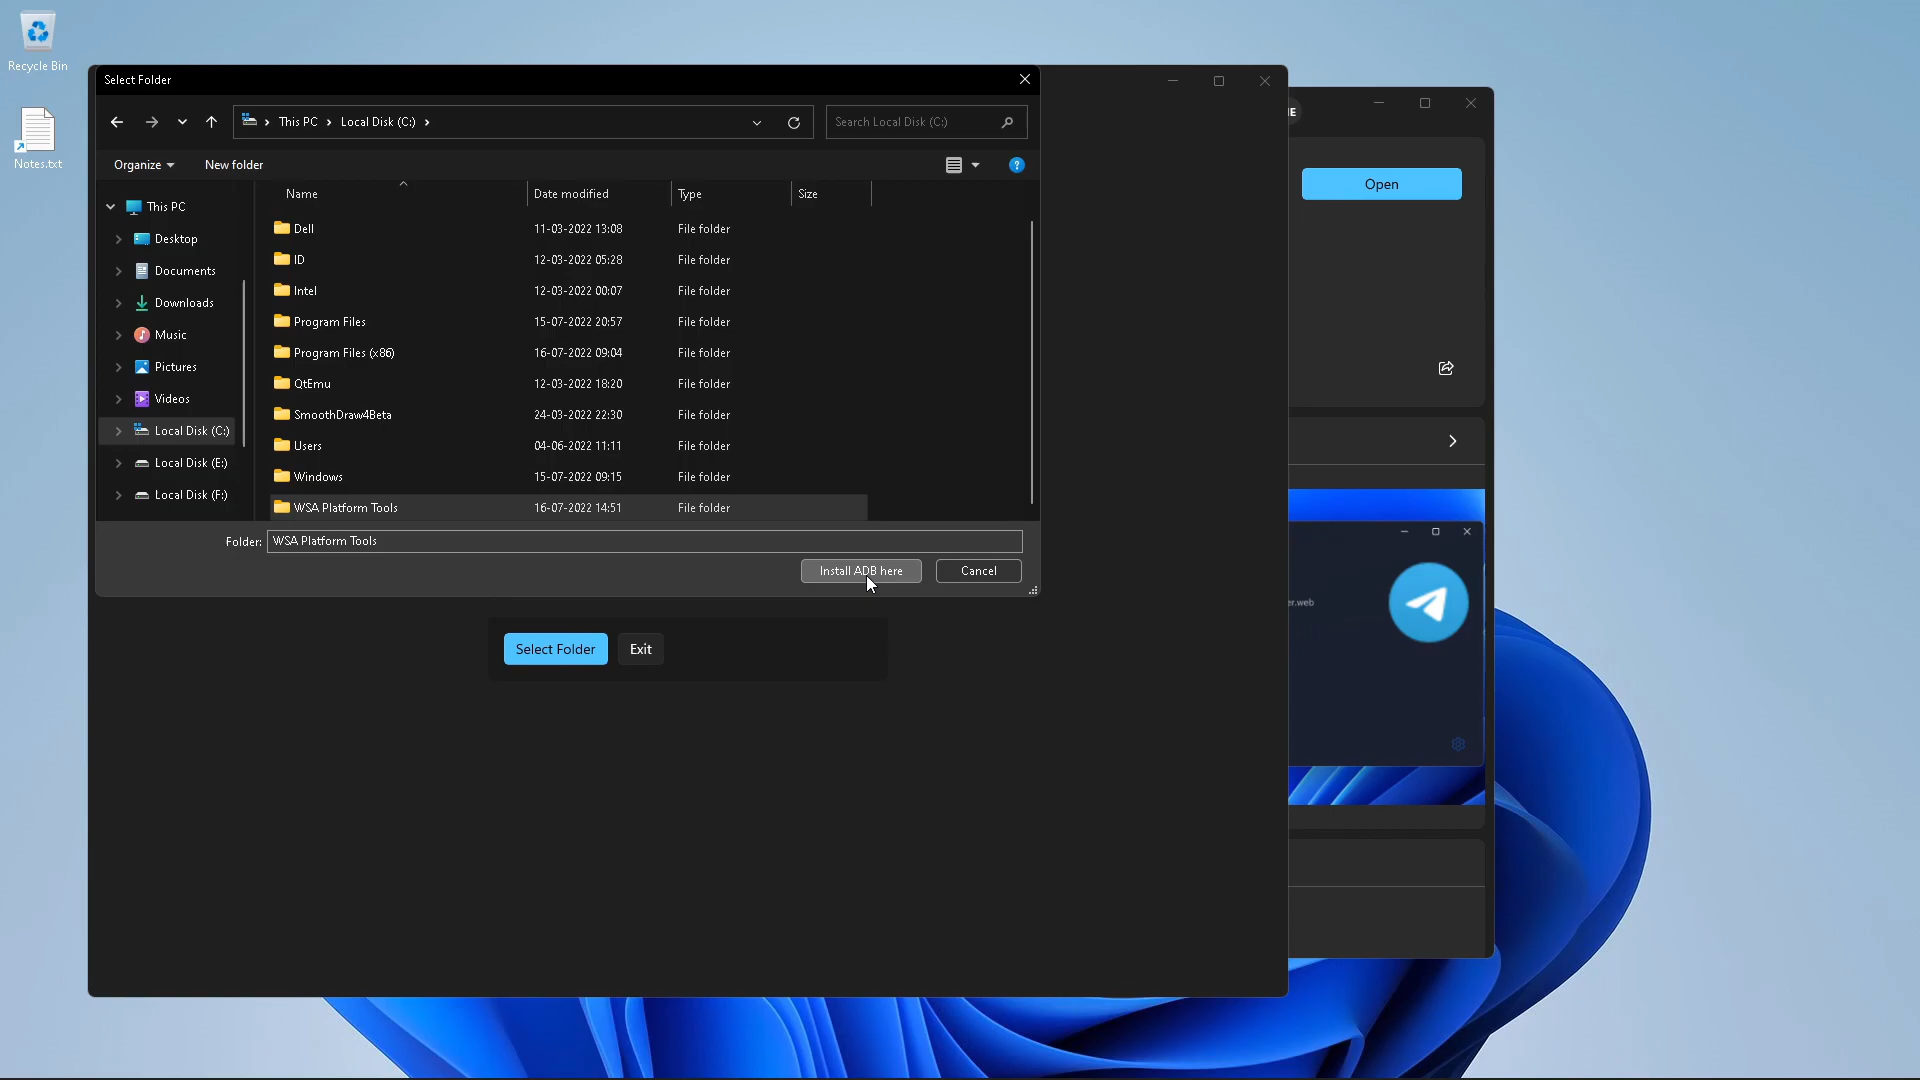 Recycle Bin
Notes.txt
Select Folder
This PC
Local Disk (C:)
Search Local Disk (C:)
Organize
New folder
Name
Date modified
Type
Size
This PC
Desktop
Documents
Downloads
Music
Pictures
Videos
Local Disk (C:)
Local Disk (E:)
Local Disk (F:)
Dell 11-03-2022 13:08 File folder
ID 12-03-2022 05:28 File folder
Intel 12-03-2022 00:07 File folder
Program Files 15-07-2022 20:57 File folder
Program Files (x86) 16-07-2022 09:04 File folder
QtEmu 12-03-2022 18:20 File folder
SmoothDraw4Beta 24-03-2022 22:30 File folder
Users 04-06-2022 11:11 File folder
Windows 15-07-2022 09:15 File folder
WSA Platform Tools 16-07-2022 14:51 File folder
Folder: WSA Platform Tools
Install ADB here
Cancel
Select Folder
Exit
IE
Open
er.web